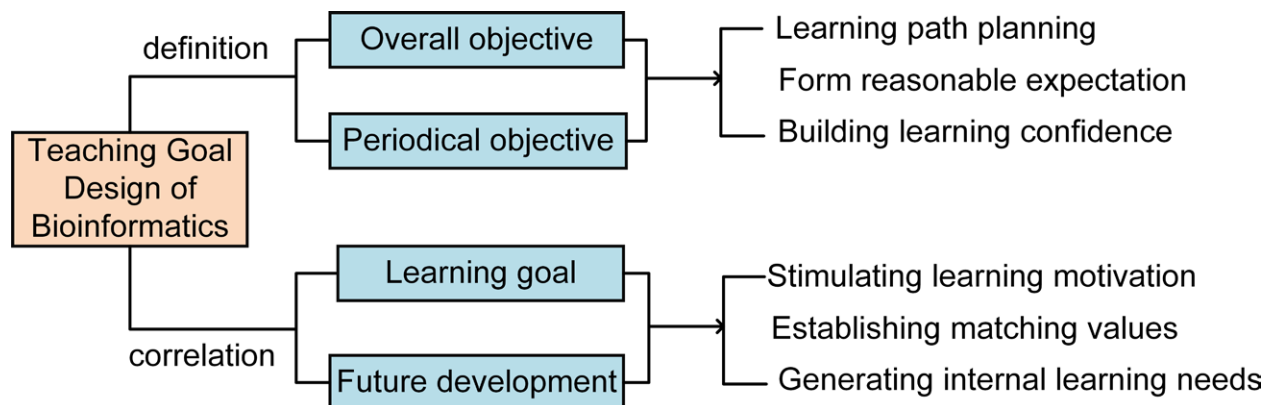 definition
Overall objective
Periodical objective
Learning path planning
Form reasonable expectation
Building learning confidence
Teaching Goal
Design of
Bioinformatics
correlation
Learning goal
Future development
Stimulating learning motivation
Establishing matching values
Generating internal learning needs